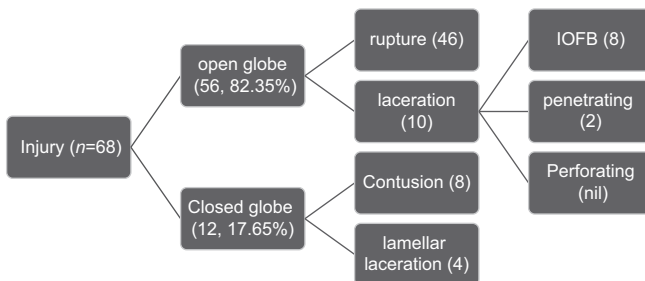 Injury (n=68)
open globe
(56, 82.35%)
Closed globe
(12, 17.65%)
rupture (46)
laceration
(10)
Contusion (8)
lamellar
laceration (4)
IOFB (8)
penetrating
(2)
Perforating
(nil)